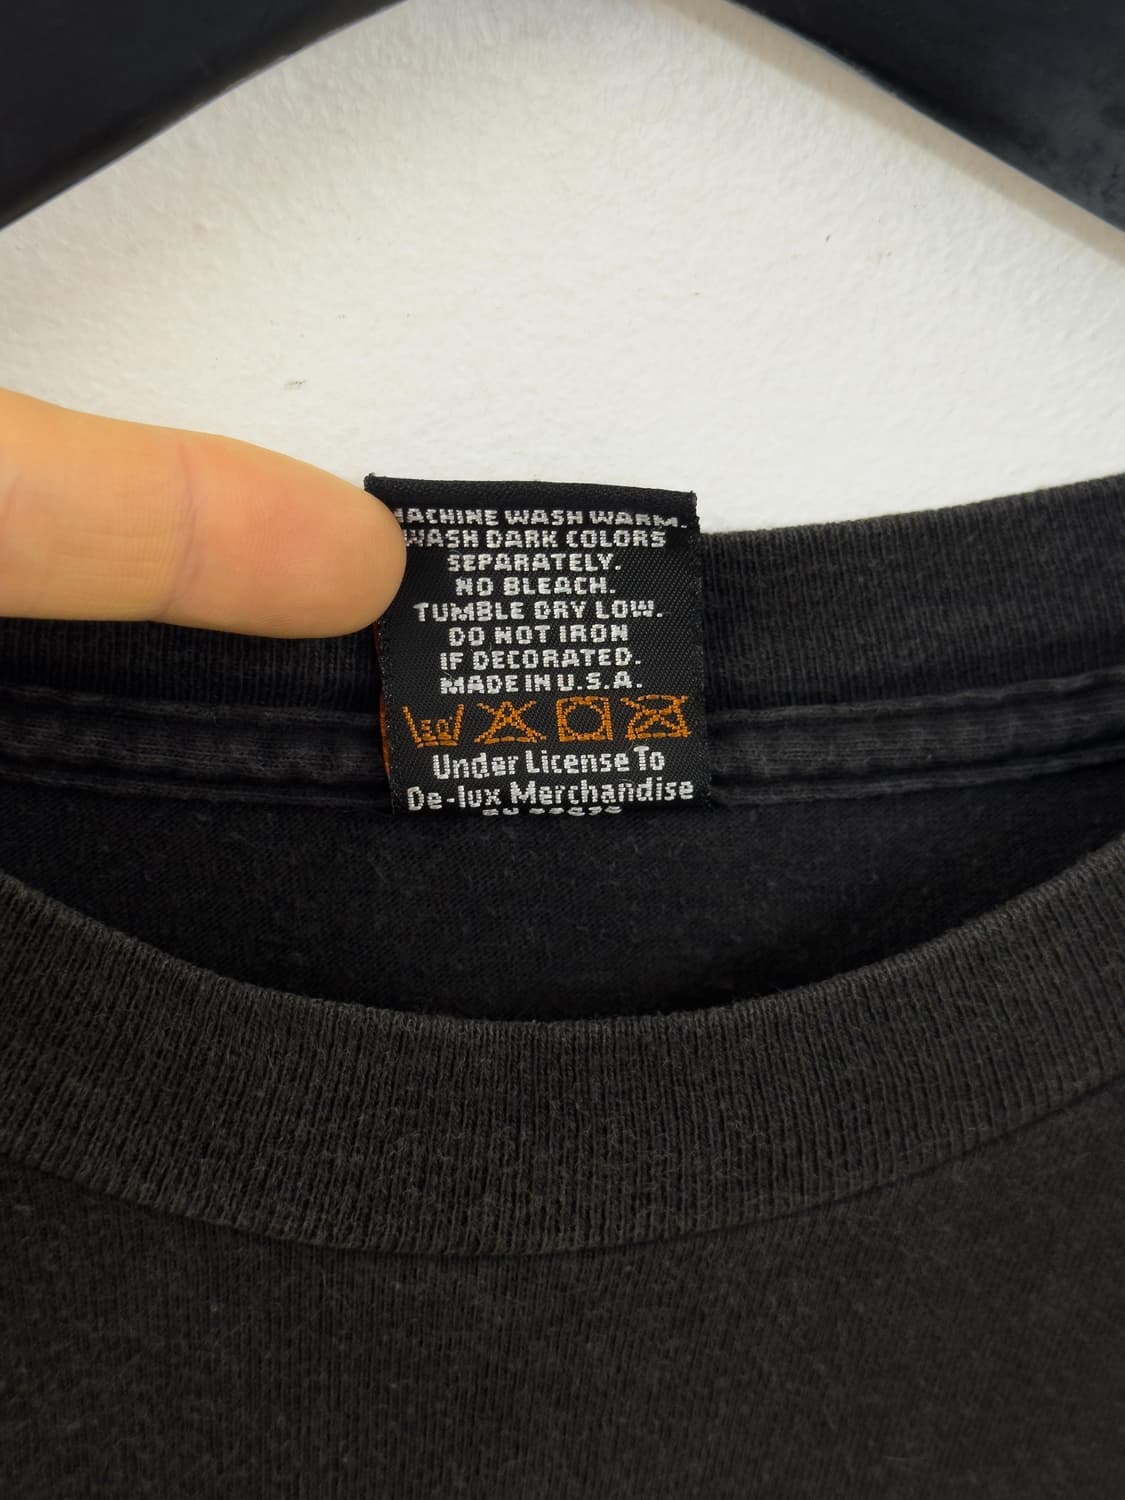 MACHINE WASH WARM.
WASH DARK COLORS
SEPARATELY.
NO BLEACH.
TUMBLE DRY LOW.
DO NOT IRON
IF DECORATED.
MADE IN U.S.A.
Under License To
De-lux Merchandise